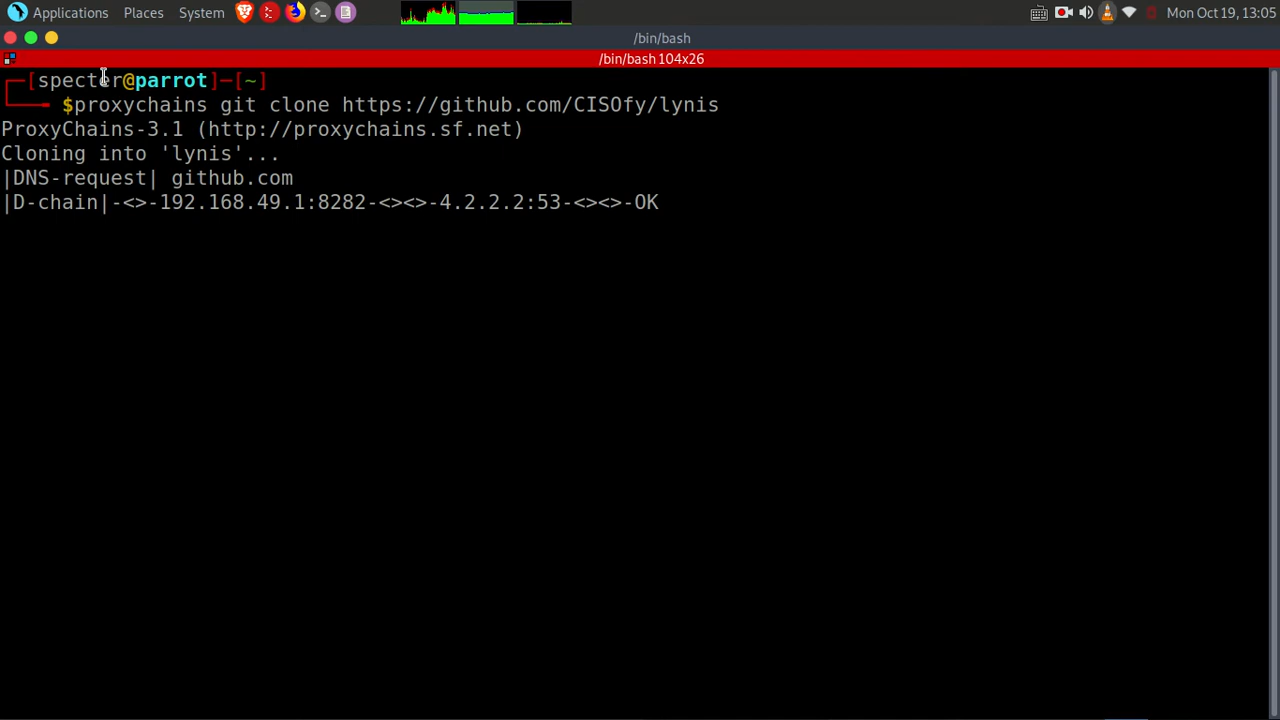 Applications Places System Mon Oct 19, 13:05
/bin/bash
/bin/bash 104x26
┌─[specter@parrot]─[~]
└──╼ $proxychains git clone https://github.com/CISOfy/lynis
ProxyChains-3.1 (http://proxychains.sf.net)
Cloning into 'lynis'...
|DNS-request| github.com
|D-chain|-<>-192.168.49.1:8282-<><>-4.2.2.2:53-<><>-OK